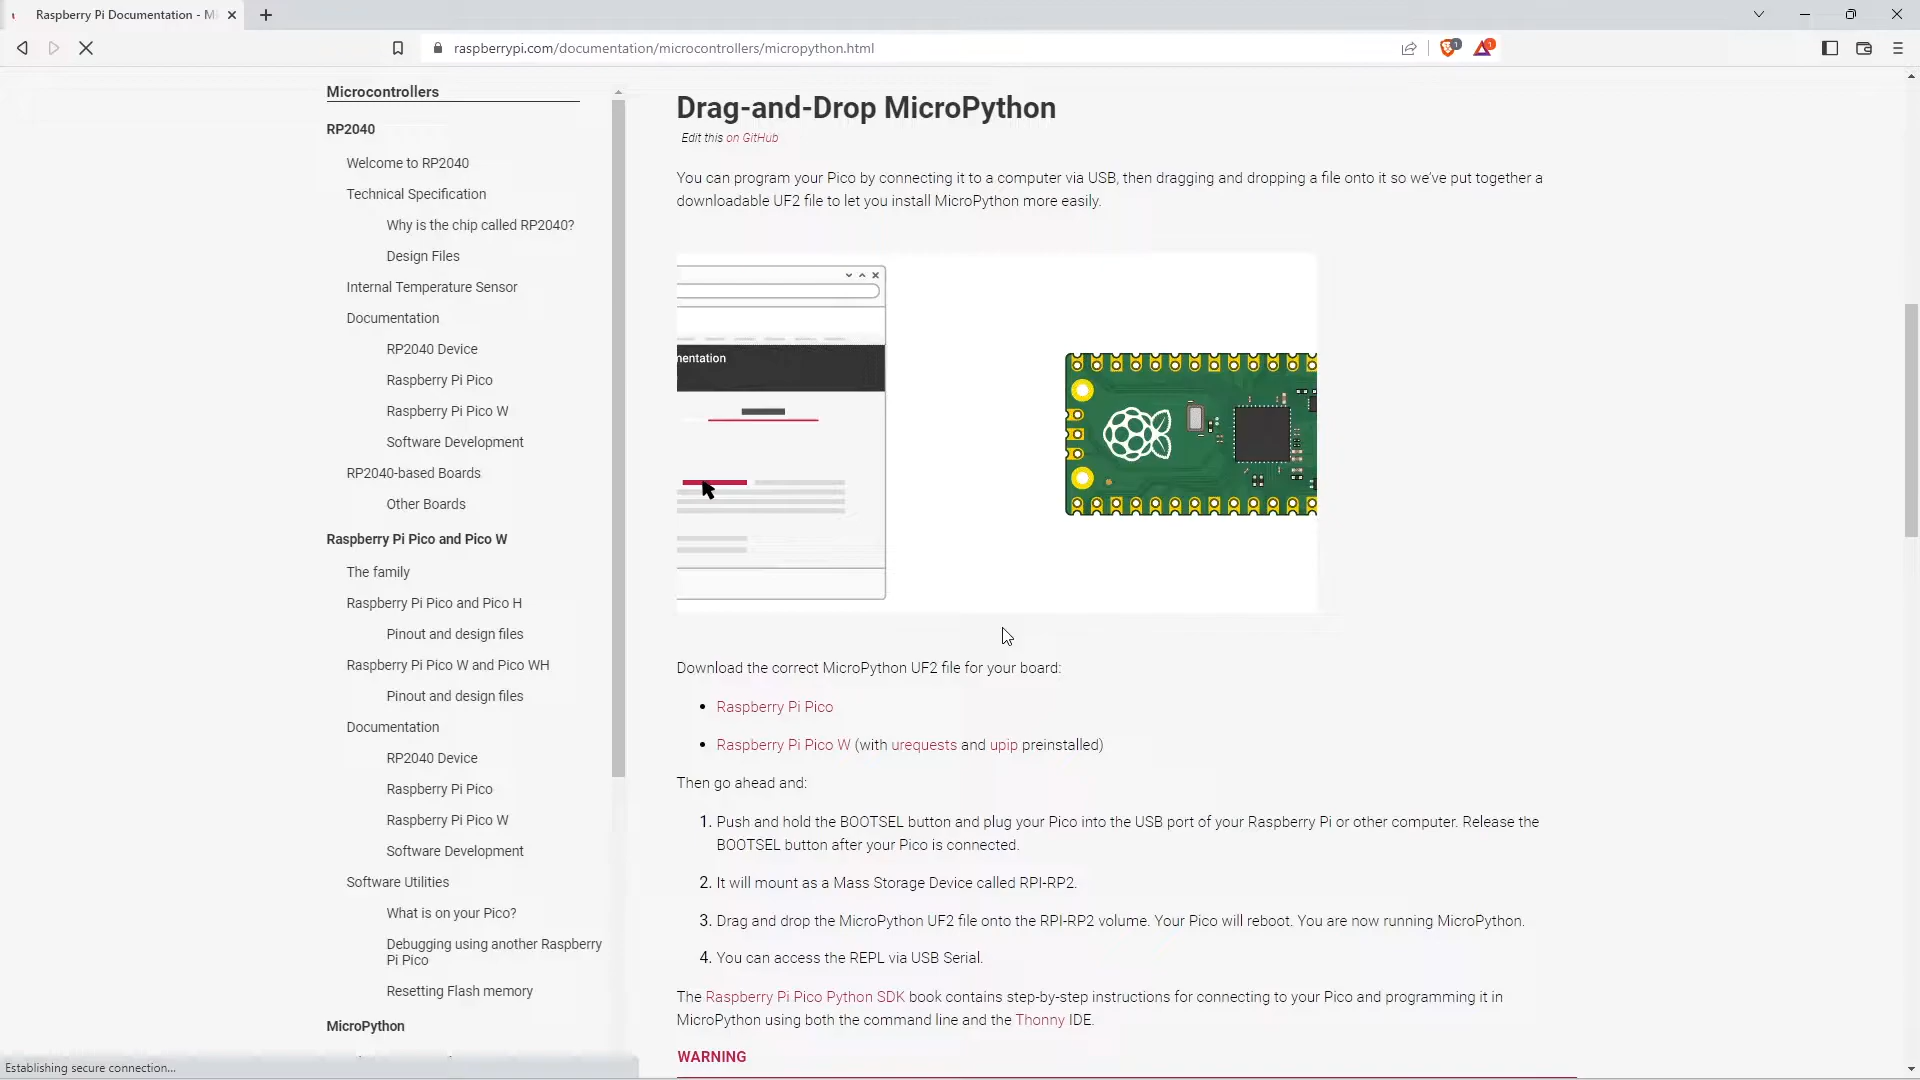 Raspberry Pi Documentation - Mi
raspberrypi.com/documentation/microcontrollers/micropython.html
1
1
Microcontrollers
RP2040
Welcome to RP2040
Technical Specification
Why is the chip called RP2040?
Design Files
Internal Temperature Sensor
Documentation
RP2040 Device
Raspberry Pi Pico
Raspberry Pi Pico W
Software Development
RP2040-based Boards
Other Boards
Raspberry Pi Pico and Pico W
The family
Raspberry Pi Pico and Pico H
Pinout and design files
Raspberry Pi Pico W and Pico WH
Pinout and design files
Documentation
RP2040 Device
Raspberry Pi Pico
Raspberry Pi Pico W
Software Development
Software Utilities
What is on your Pico?
Debugging using another Raspberry
Pi Pico
Resetting Flash memory
MicroPython
Drag-and-Drop MicroPython
Edit this on GitHub
You can program your Pico by connecting it to a computer via USB, then dragging and dropping a file onto it so we've put together a
downloadable UF2 file to let you install MicroPython more easily.
mentation
Download the correct MicroPython UF2 file for your board:
• Raspberry Pi Pico
• Raspberry Pi Pico W (with urequests and upip preinstalled)
Then go ahead and:
1. Push and hold the BOOTSEL button and plug your Pico into the USB port of your Raspberry Pi or other computer. Release the
BOOTSEL button after your Pico is connected.
2. It will mount as a Mass Storage Device called RPI-RP2.
3. Drag and drop the MicroPython UF2 file onto the RPI-RP2 volume. Your Pico will reboot. You are now running MicroPython.
4. You can access the REPL via USB Serial.
The Raspberry Pi Pico Python SDK book contains step-by-step instructions for connecting to your Pico and programming it in
MicroPython using both the command line and the Thonny IDE.
WARNING
Establishing secure connection...